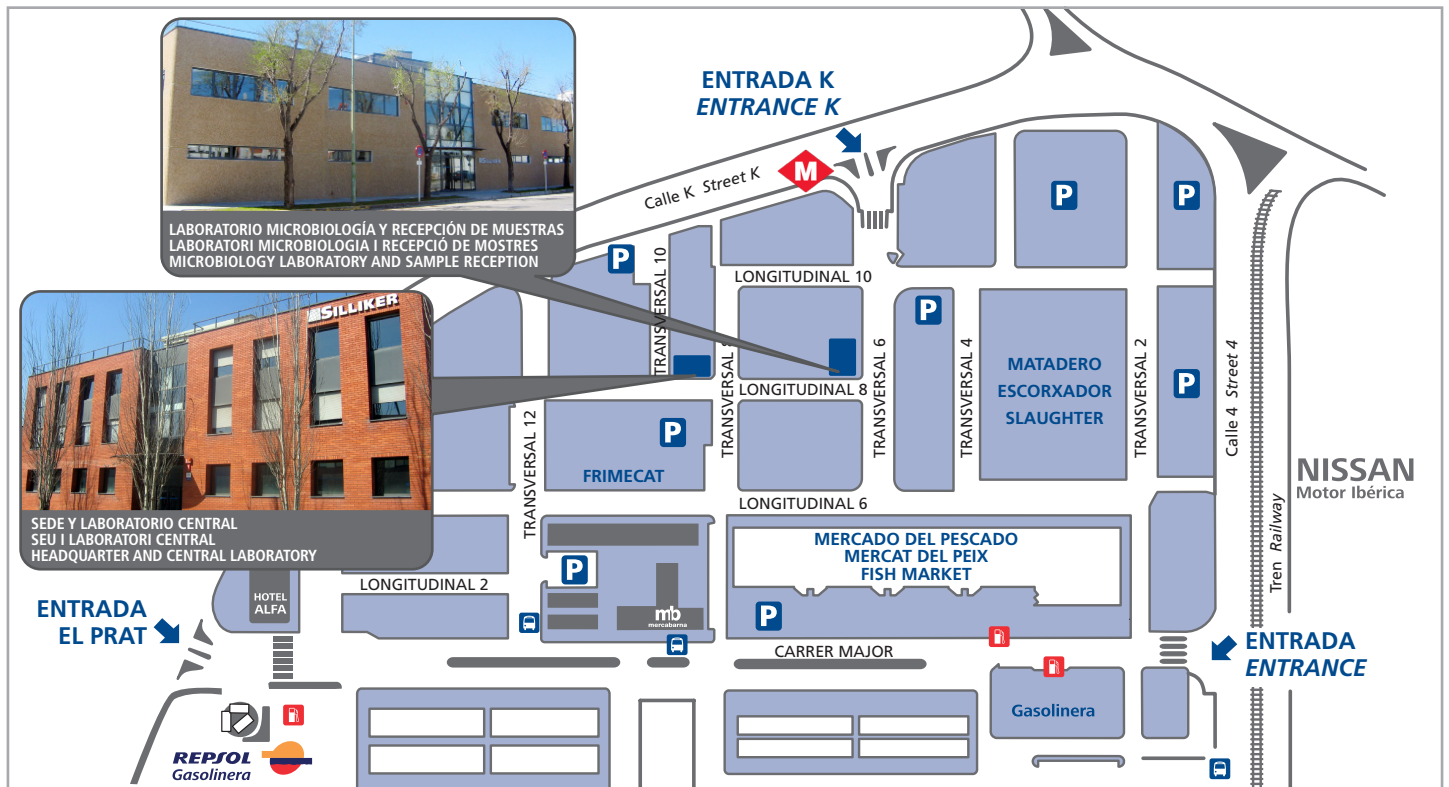 LABORATORIO MICROBIOLOGÍA Y RECEPCIÓN DE MUESTRAS
LABORATORI MICROBIOLOGIA I RECEPCIÓ DE MOSTRES
MICROBIOLOGY LABORATORY AND SAMPLE RECEPTION
ENTRADA K
ENTRANCE K
M
Calle K Street K
P
P
P
P
P
P
P
P
P
SILLIKER
SEDE Y LABORATORIO CENTRAL
SEU I LABORATORI CENTRAL
HEADQUARTER AND CENTRAL LABORATORY
TRANSVERSAL 10
LONGITUDINAL 10
TRANSVERSAL 8
LONGITUDINAL 8
TRANSVERSAL 6
TRANSVERSAL 4
MATADERO
ESCORXADOR
SLAUGHTER
TRANSVERSAL 2
Calle 4 Street 4
TRANSVERSAL 12
FRIMECAT
LONGITUDINAL 6
NISSAN
Motor Ibérica
Tren Railway
MERCADO DEL PESCADO
MERCAT DEL PEIX
FISH MARKET
LONGITUDINAL 2
HOTEL
ALFA
mb
mercabarna
ENTRADA
EL PRAT
CARRER MAJOR
ENTRADA
ENTRANCE
Gasolinera
REPSOL
Gasolinera